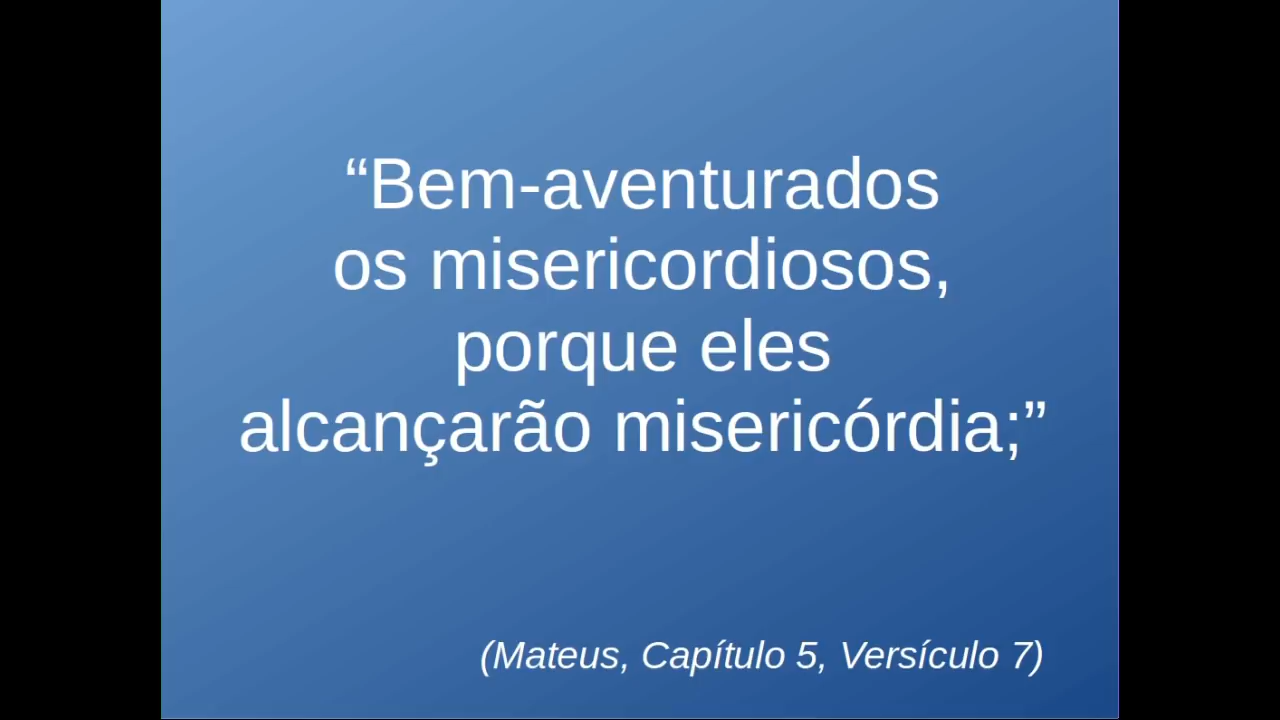 “Bem-aventurados
os misericordiosos,
porque eles
alcançarão misericórdia;”
(Mateus, Capítulo 5, Versículo 7)